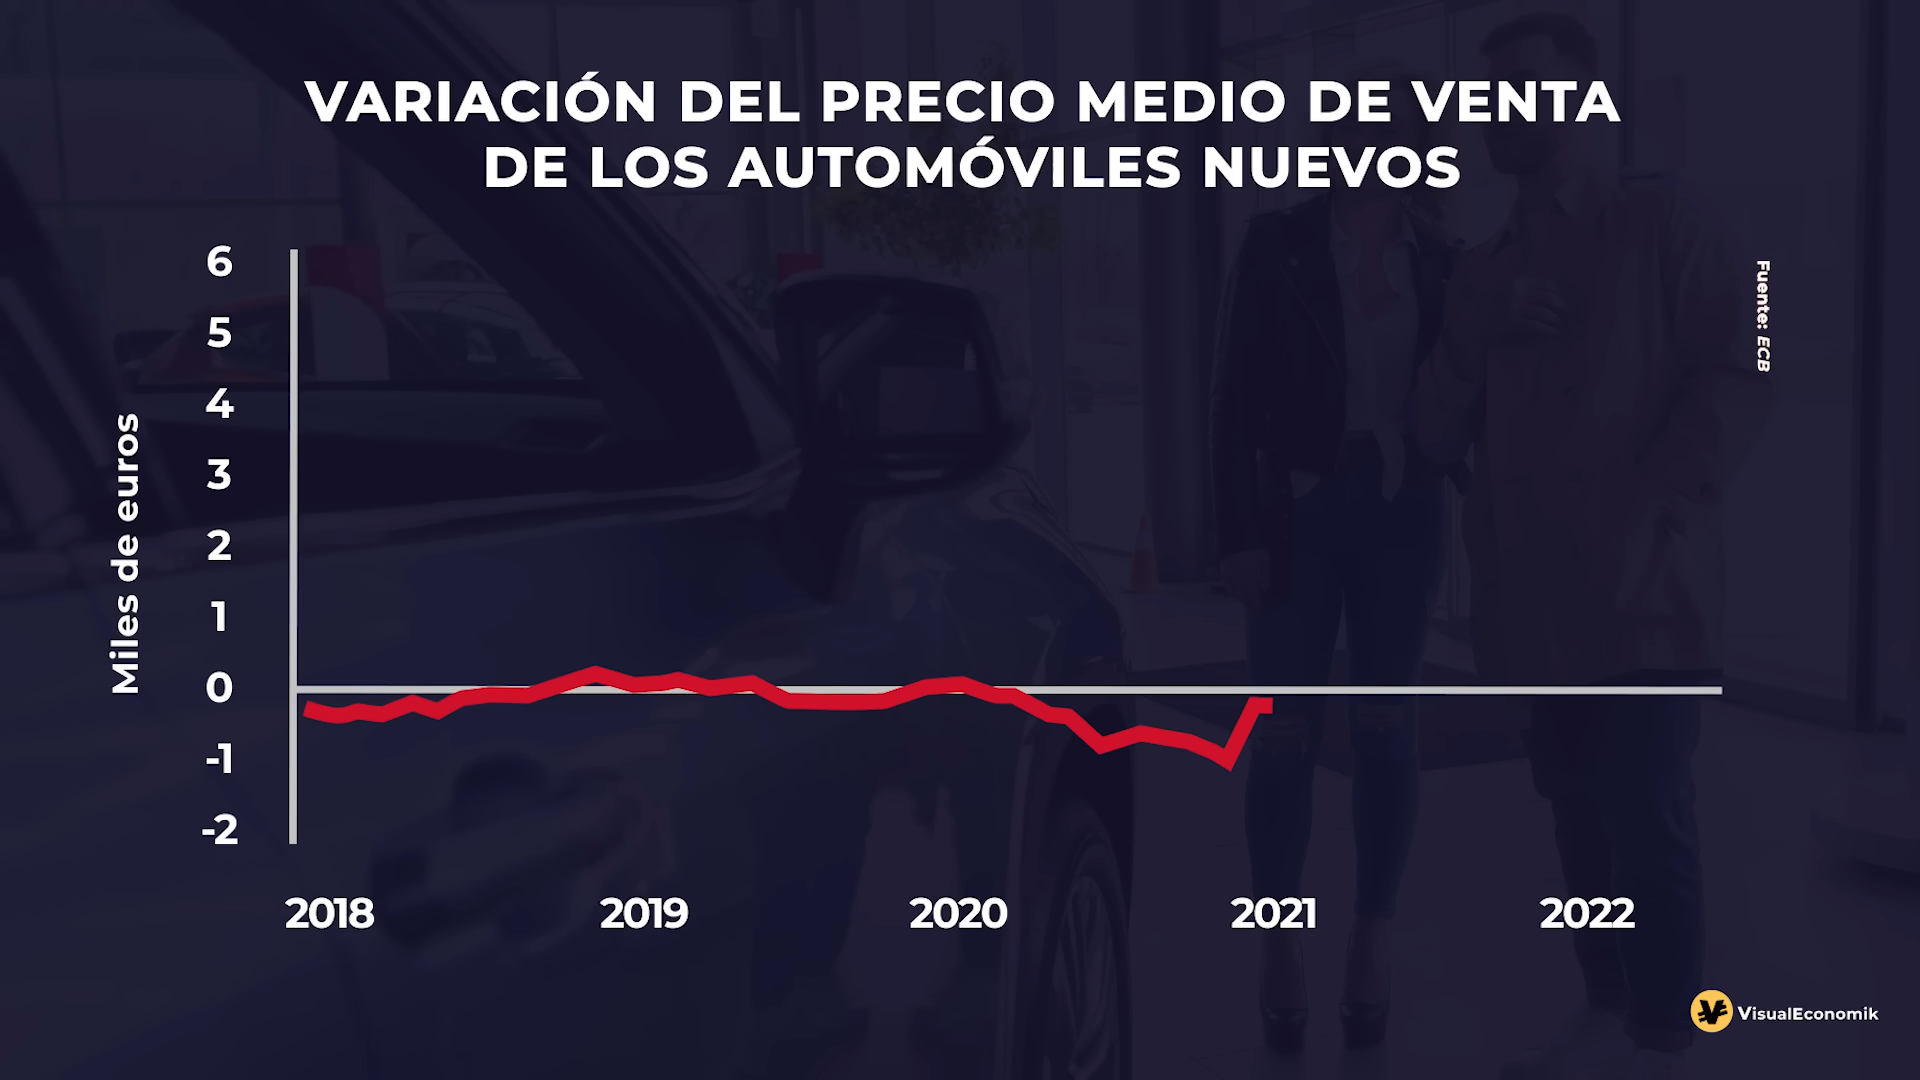 VARIACIÓN DEL PRECIO MEDIO DE VENTA
DE LOS AUTOMÓVILES NUEVOS
Miles de euros
6
5
4
3
2
1
0
-1
-2
2018
2019
2020
2021
2022
Fuente: ECB
VisualEconomik